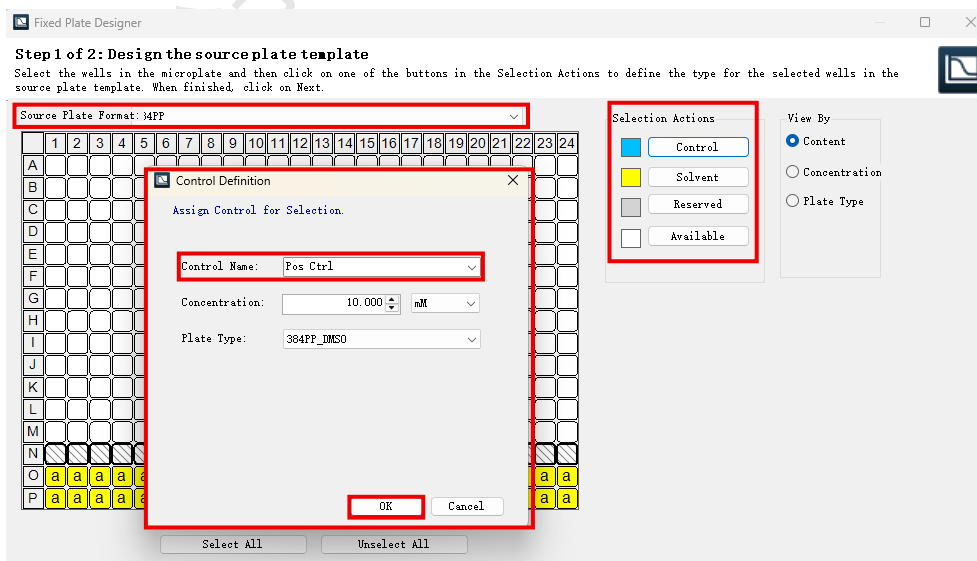 Fixed Plate Designer
Step 1 of 2: Design the source plate template
Select the wells in the microplate and then click on one of the buttons in the Selection Actions to define the type for the selected wells in the
source plate template. When finished, click on Next.
Source Plate Format: 84PP
1 2 3 4 5 6 7 8 9 10 11 12 13 14 15 16 17 18 19 20 21 22 23 24
A
B
C
D
E
F
G
H
I
J
K
L
M
N
O a a a a a a
P a a a a a a
Control Definition
Assign Control for Selection.
Control Name: Pos Ctrl
Concentration: 10.000 mM
Plate Type: 384PP_DMSO
OK Cancel
Select All Unselect All
Selection Actions
Control
Solvent
Reserved
Available
View By
Content
Concentration
Plate Type